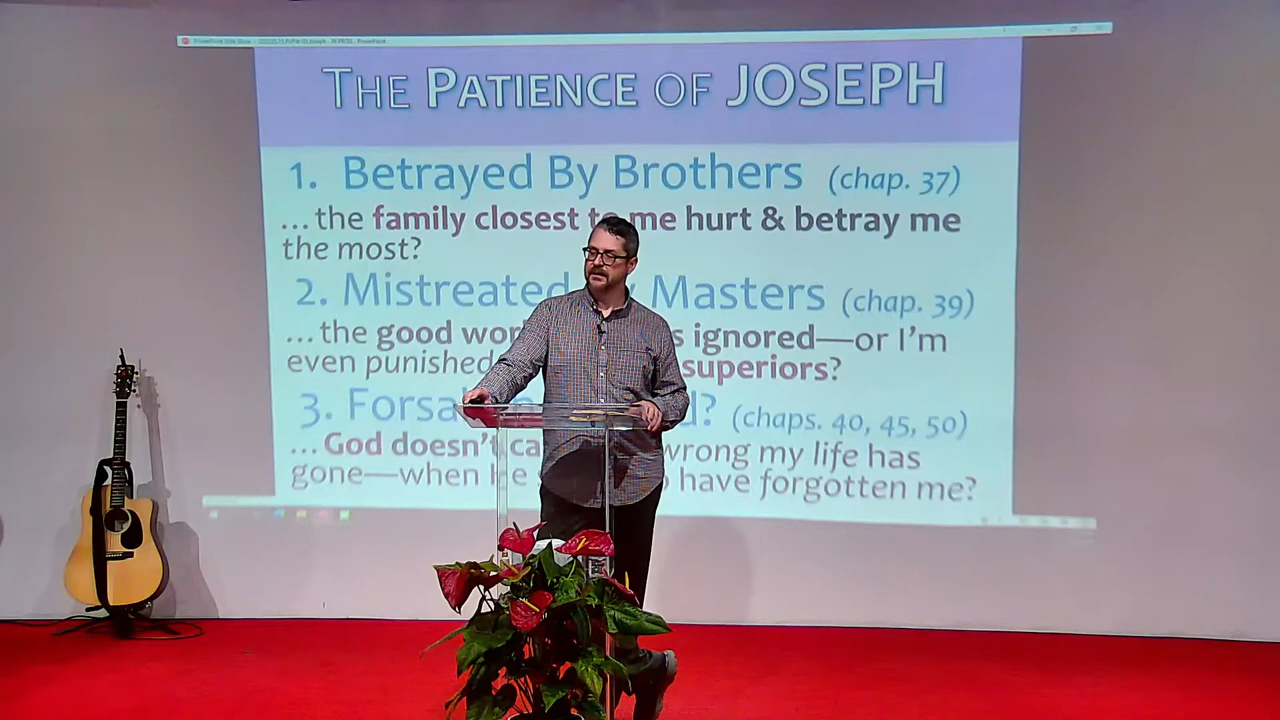 THE PATIENCE OF JOSEPH
1. Betrayed By Brothers (chap. 37)
...the family closest to me hurt & betray me
the most?
2. Mistreated Masters (chap. 39)
...the good ignored—or I'm
even punished superiors?
3. (chaps. 40, 45, 50)
...God doesn't wrong my life has
gone—when have forgotten me?